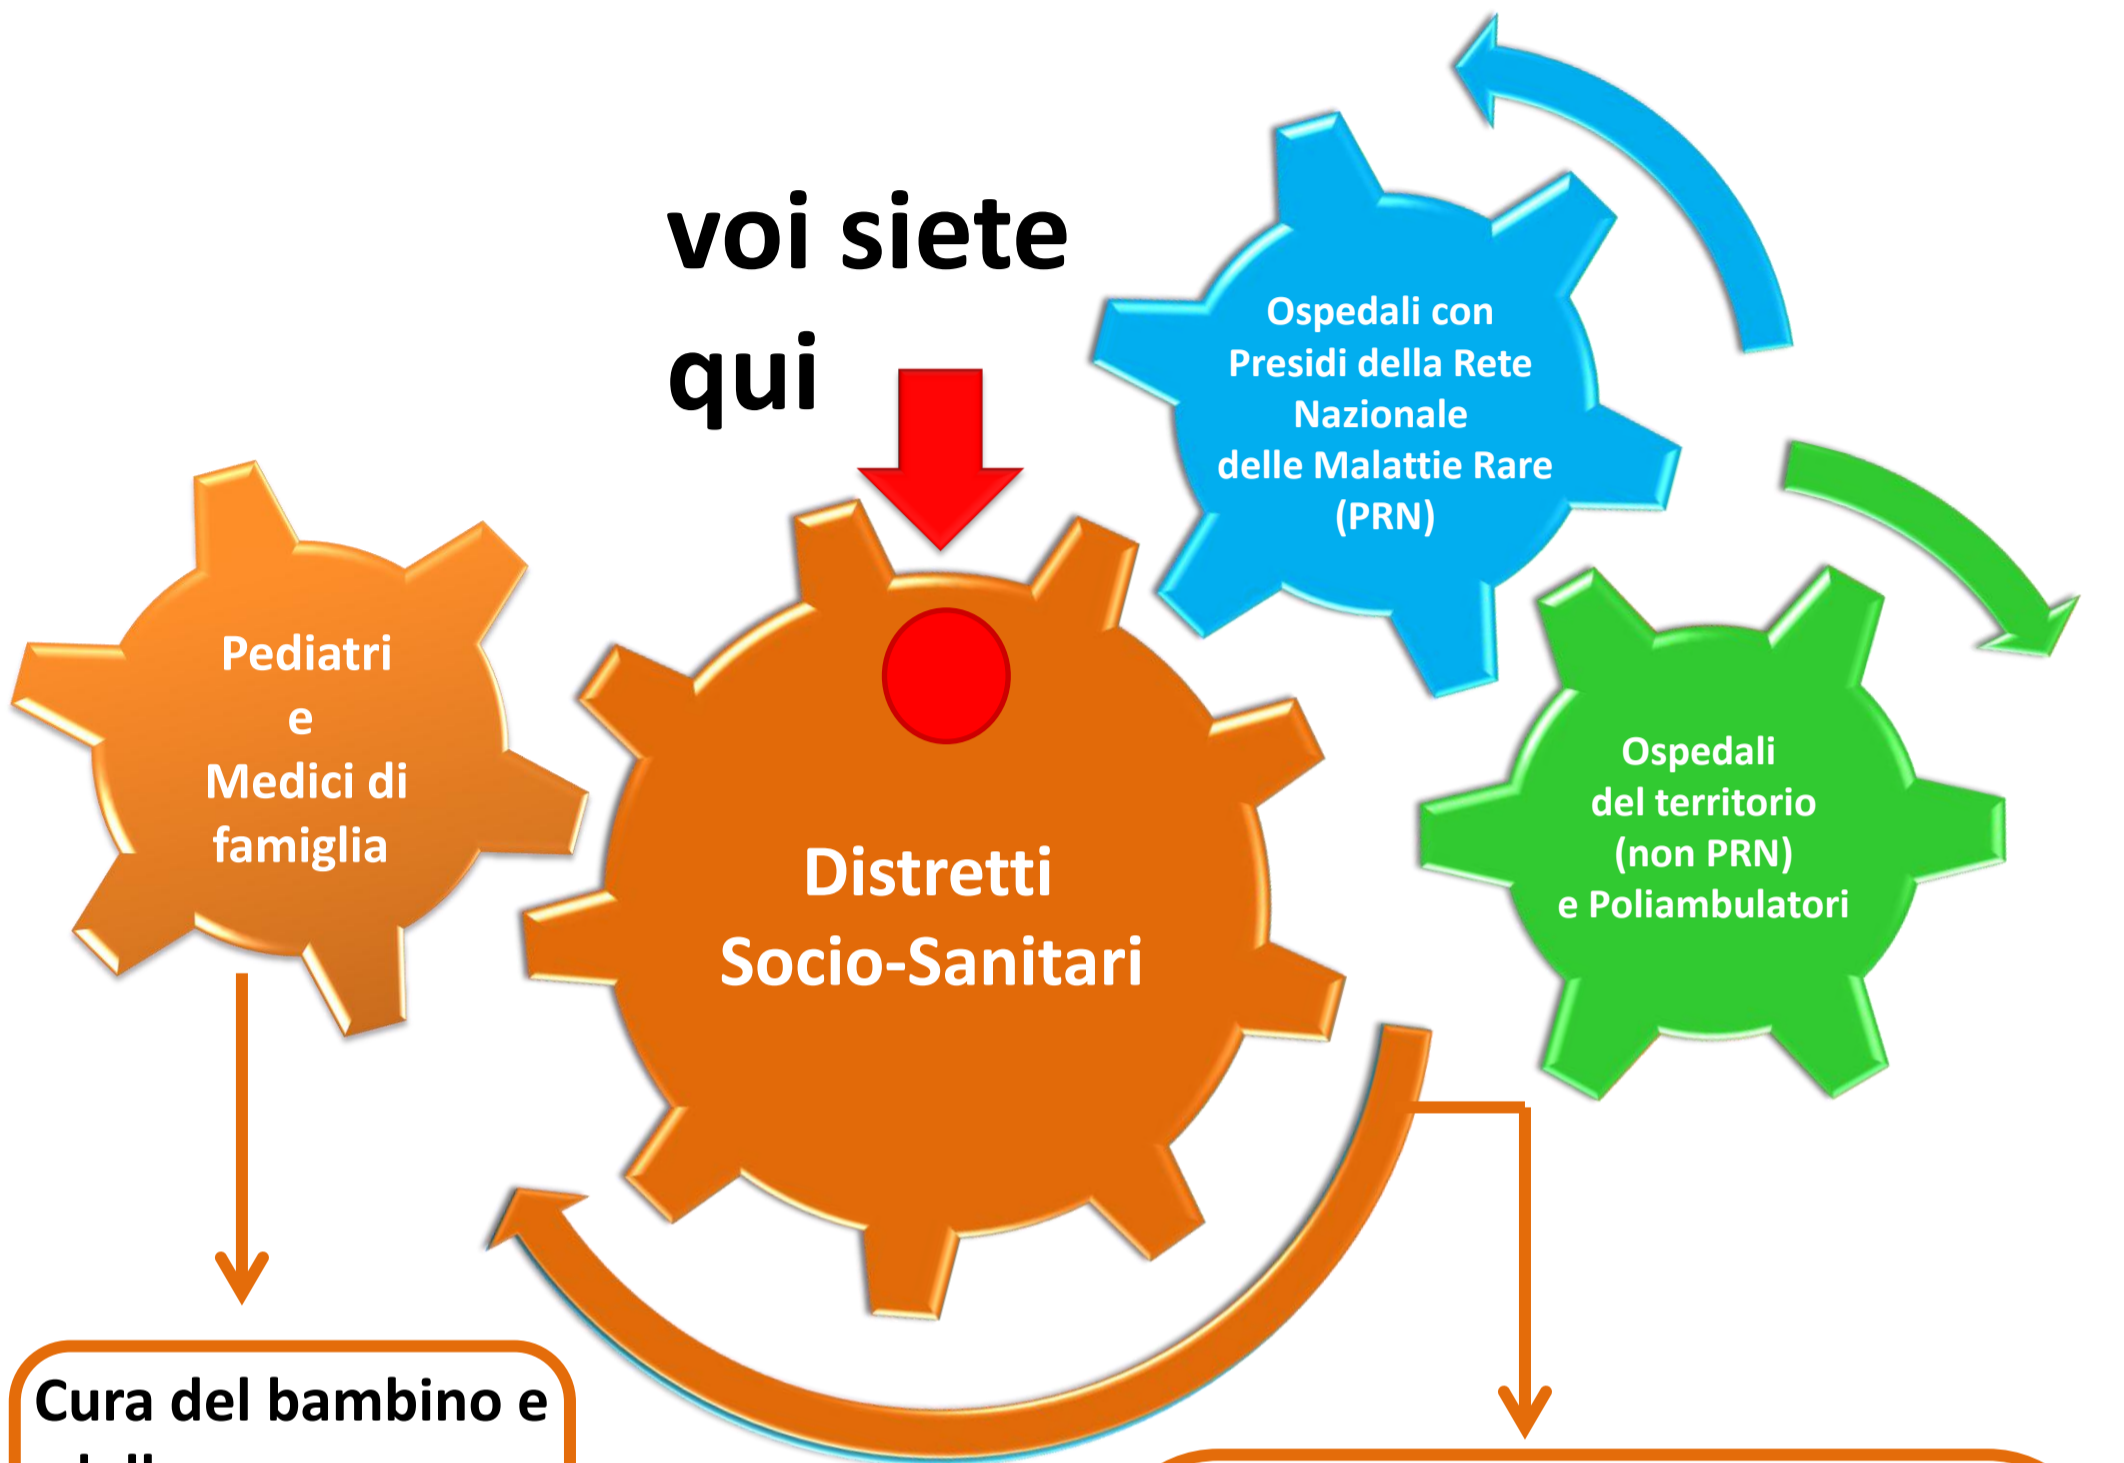 voi siete
qui
Ospedali con
Presidi della Rete
Nazionale
delle Malattie Rare
(PRN)
Pediatri
e
Medici di
famiglia
Distretti
Socio-Sanitari
Ospedali
del territorio
(non PRN)
e Poliambulatori
Cura del bambino e